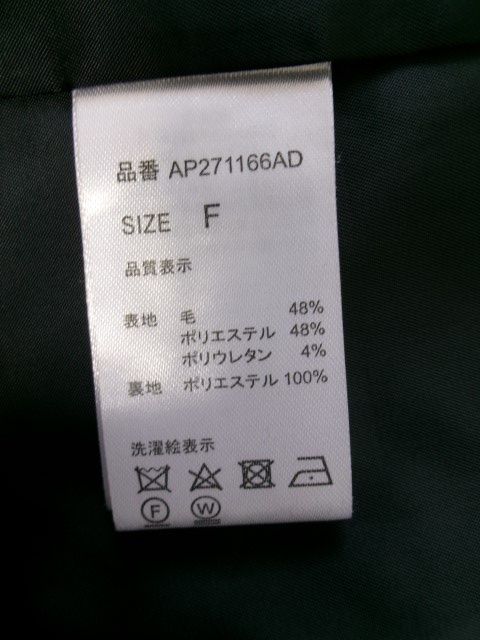 品番 AP271166AD
SIZE F
品質表示
表地 毛 48%
ポリエステル 48%
ポリウレタン 4%
裏地 ポリエステル 100%
洗濯絵表示
F W